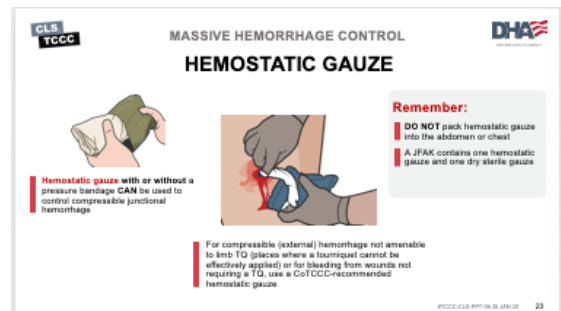 CLS
TCCC
MASSIVE HEMORRHAGE CONTROL
DHA
HEMOSTATIC GAUZE
Remember:
DO NOT pack hemostatic gauze
into the abdomen or chest
A JFAK contains one hemostatic
gauze and one dry sterile gauze
Hemostatic gauze with or without a
pressure bandage CAN be used to
control compressible junctional
hemorrhage
For compressible (external) hemorrhage not amenable
to limb TQ (places where a tourniquet cannot be
effectively applied) or for bleeding from wounds not
requiring a TQ, use a CoTCCC-recommended
hemostatic gauze
23